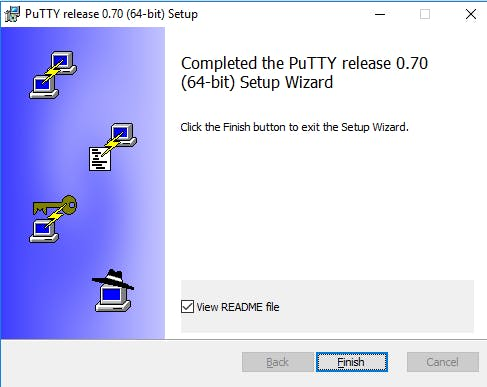 PuTTY release 0.70 (64-bit) Setup
Completed the PuTTY release 0.70
(64-bit) Setup Wizard
Click the Finish button to exit the Setup Wizard.
View README file
Back
Finish
Cancel